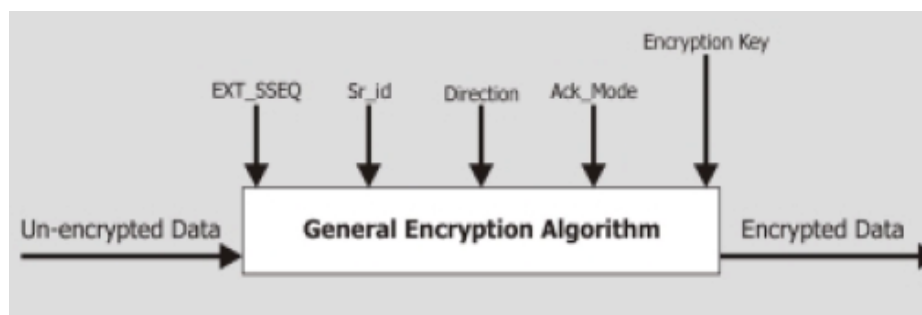 Encryption Key
EXT_SSEQ Sr_id Direction Ack_Mode
Un-encrypted Data General Encryption Algorithm Encrypted Data